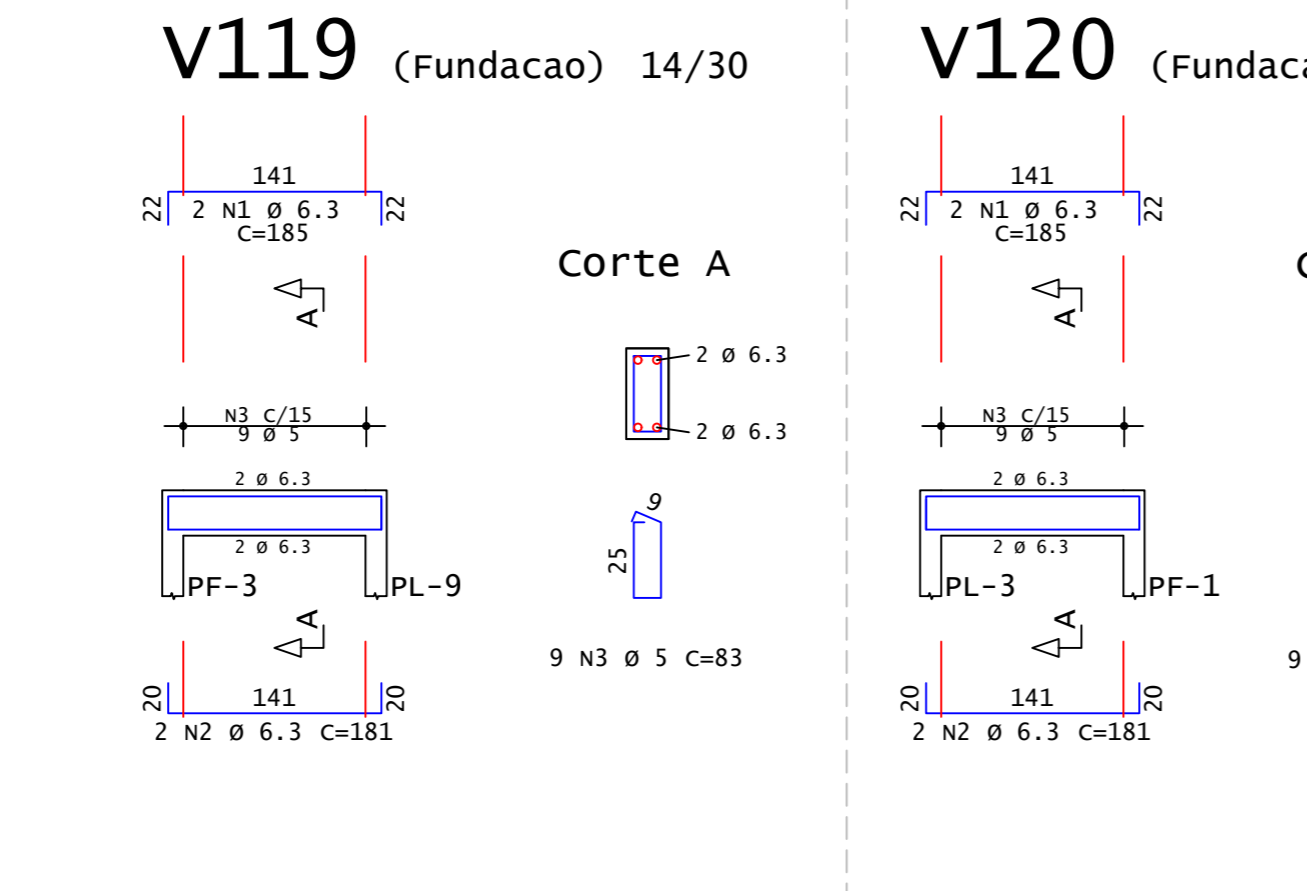 V119 (Fundacao) 14/30
141
22
2 N1 Ø 6.3
22
C=185
A
N3 C/15
9 Ø 5
2 Ø 6.3
2 Ø 6.3
PF-3
PL-9
A
20
141
20
2 N2 Ø 6.3 C=181
Corte A
2 Ø 6.3
2 Ø 6.3
9
25
9 N3 Ø 5 C=83
V120 (Fundaca
141
22
2 N1 Ø 6.3
22
C=185
A
N3 C/15
9 Ø 5
2 Ø 6.3
2 Ø 6.3
PL-3
PF-1
A
20
141
20
2 N2 Ø 6.3 C=181
9